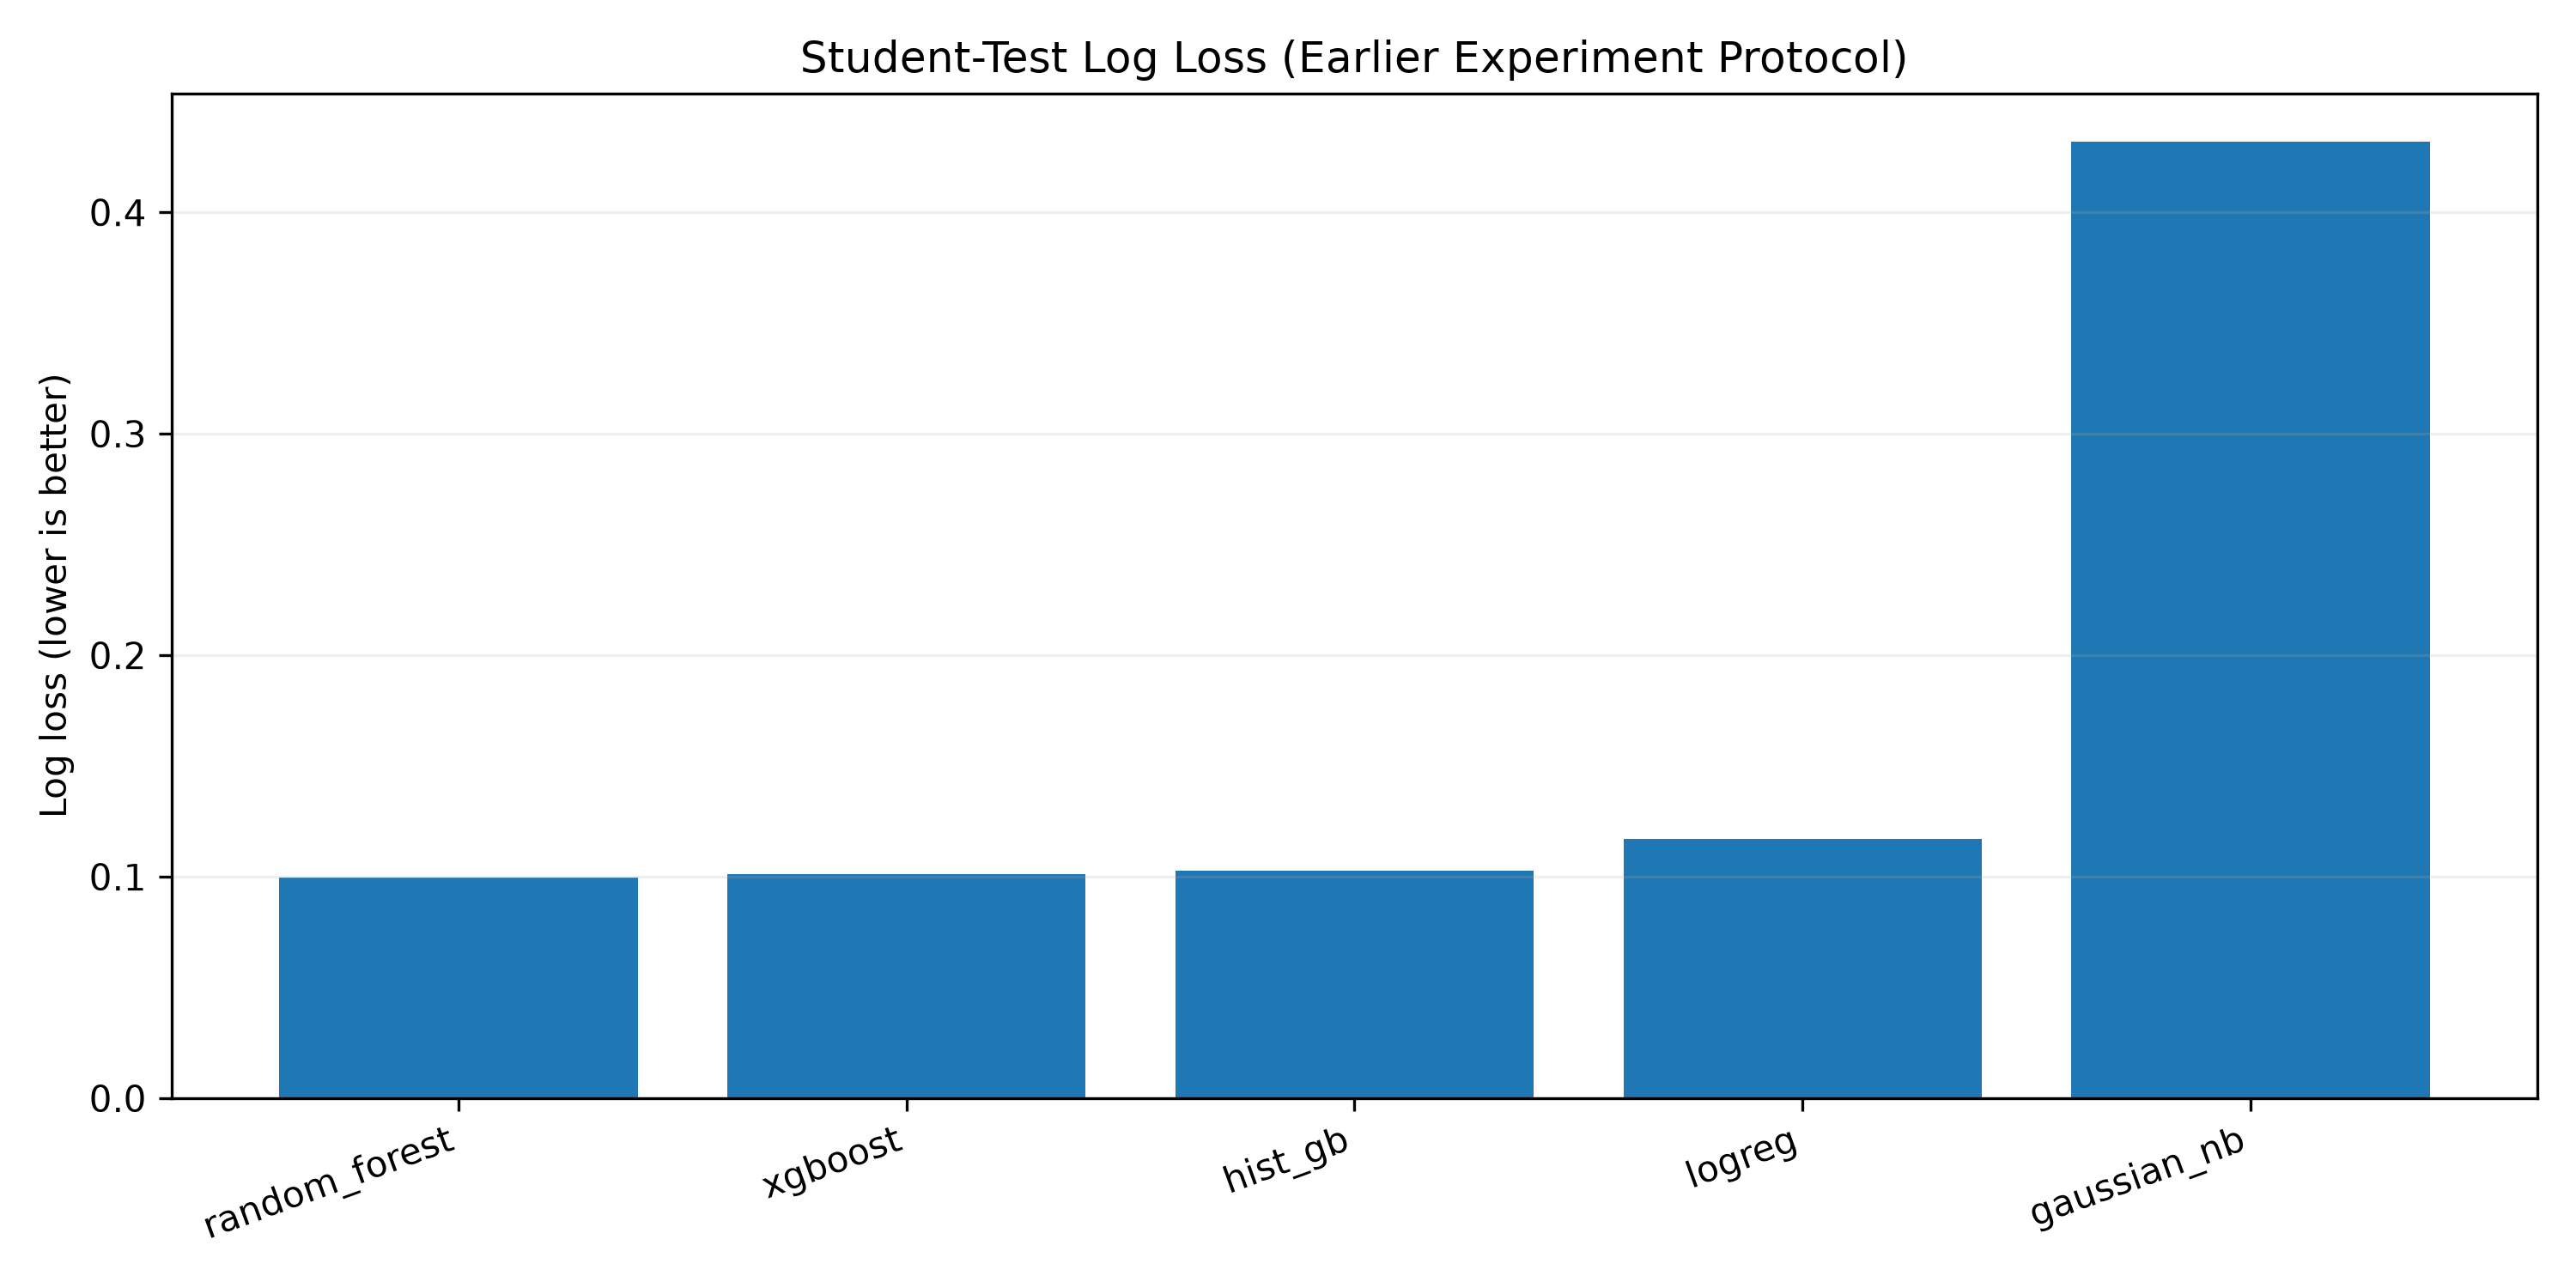 Student-Test Log Loss (Earlier Experiment Protocol)
Log loss (lower is better)
0.4
0.3
0.2
0.1
0.0
random_forest
xgboost
hist_gb
logreg
gaussian_nb